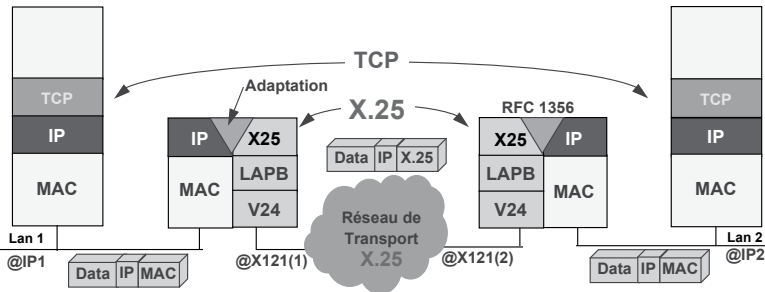 TCP
Adaptation
X.25
RFC 1356
TCP
IP
MAC
IP
X25
MAC
LAPB
V24
Data IP X.25
X25
IP
LAPB
V24
MAC
TCP
IP
MAC
Réseau de
Transport
X.25
Lan 1
@IP1
Data IP MAC
@X121(1)
@X121(2)
Data IP MAC
Lan 2
@IP2